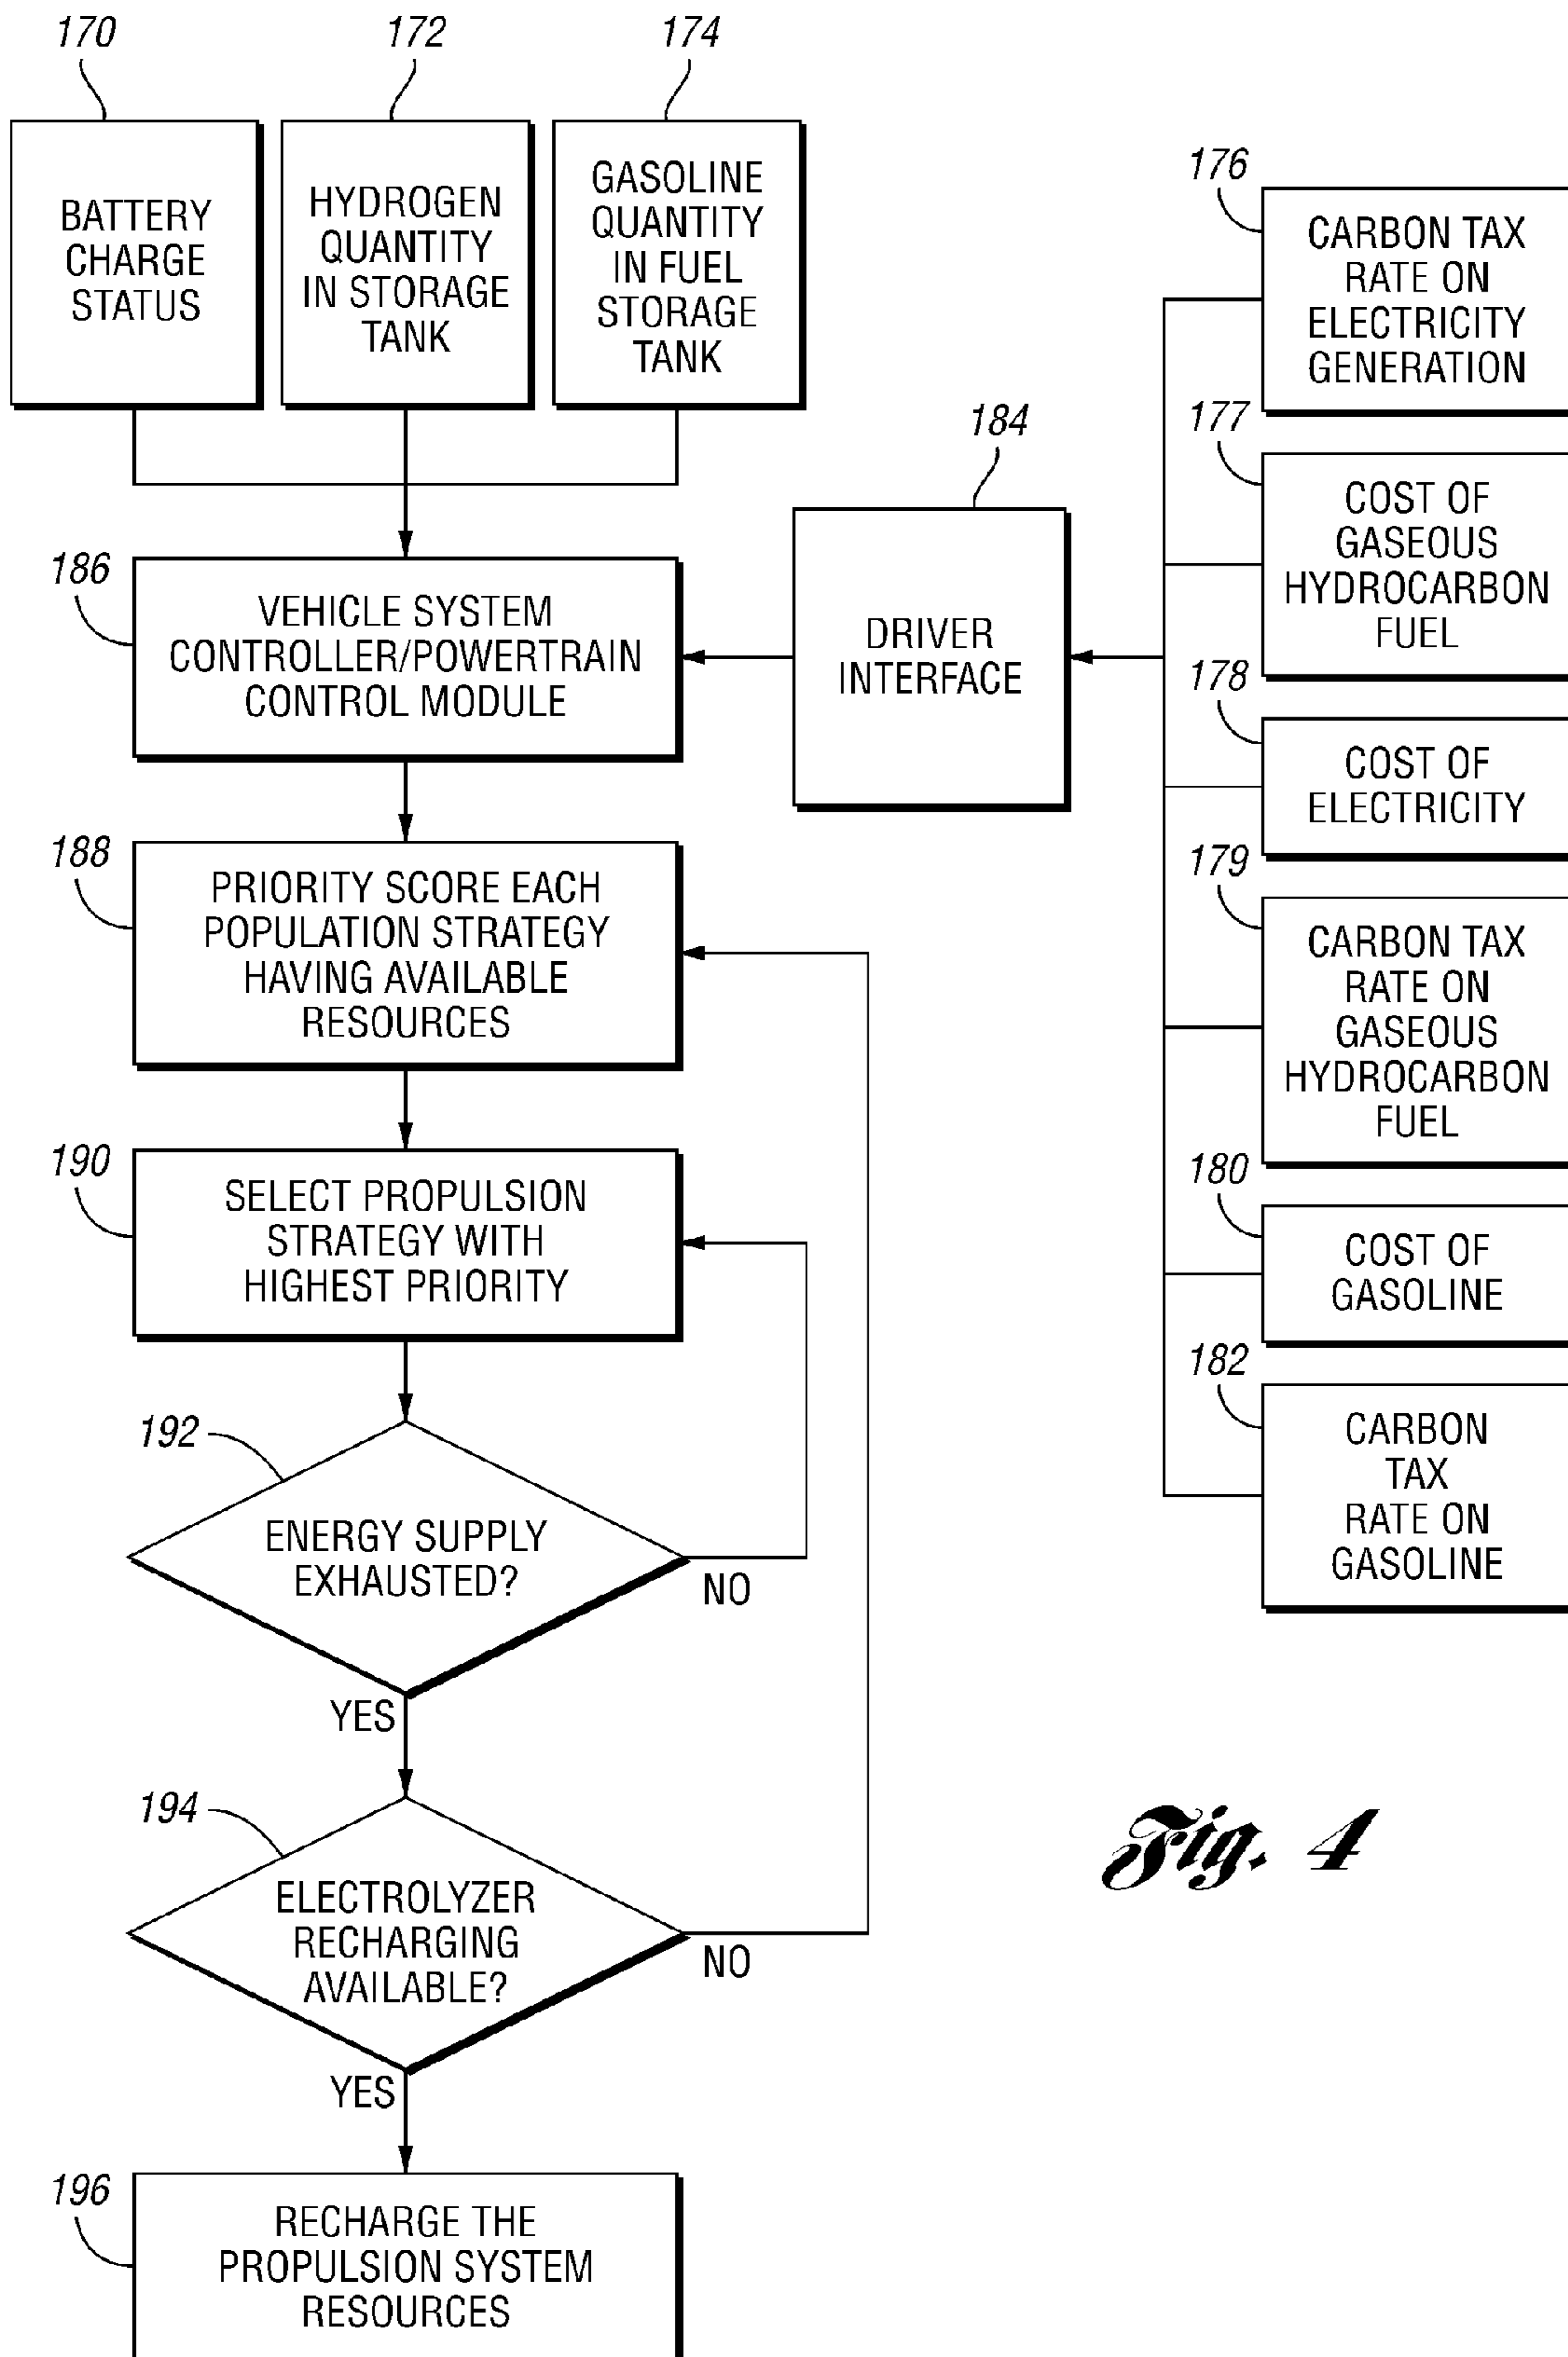 170
172
174
BATTERY
CHARGE
STATUS
HYDROGEN
QUANTITY
IN STORAGE
TANK
GASOLINE
QUANTITY
IN FUEL
STORAGE
TANK
176
CARBON TAX
RATE ON
ELECTRICITY
GENERATION
177
COST OF
GASEOUS
HYDROCARBON
FUEL
178
COST OF
ELECTRICITY
179
CARBON TAX
RATE ON
GASEOUS
HYDROCARBON
FUEL
180
COST OF
GASOLINE
182
CARBON
TAX
RATE ON
GASOLINE
184
DRIVER
INTERFACE
186
VEHICLE SYSTEM
CONTROLLER/POWERTRAIN
CONTROL MODULE
188
PRIORITY SCORE EACH
POPULATION STRATEGY
HAVING AVAILABLE
RESOURCES
190
SELECT PROPULSION
STRATEGY WITH
HIGHEST PRIORITY
192
ENERGY SUPPLY
EXHAUSTED?
NO
YES
194
ELECTROLYZER
RECHARGING
AVAILABLE?
NO
YES
196
RECHARGE THE
PROPULSION SYSTEM
RESOURCES
Fig. 4